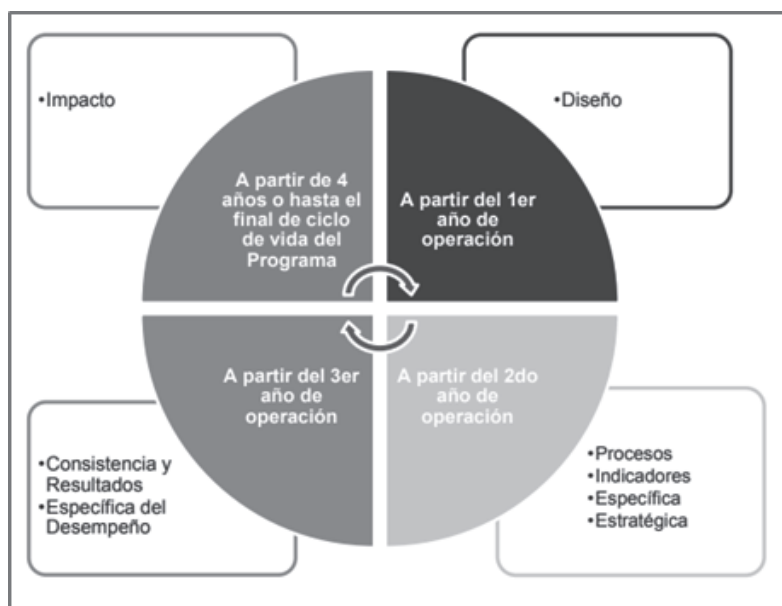 •Impacto
•Diseño
A partir de 4
años o hasta el
final de ciclo
de vida del
Programa
A partir del 1er
año de
operación
A partir del 3er
año de
operación
A partir del 2do
año de
operación
•Consistencia y
Resultados
•Específica del
Desempeño
•Procesos
•Indicadores
•Específica
•Estratégica